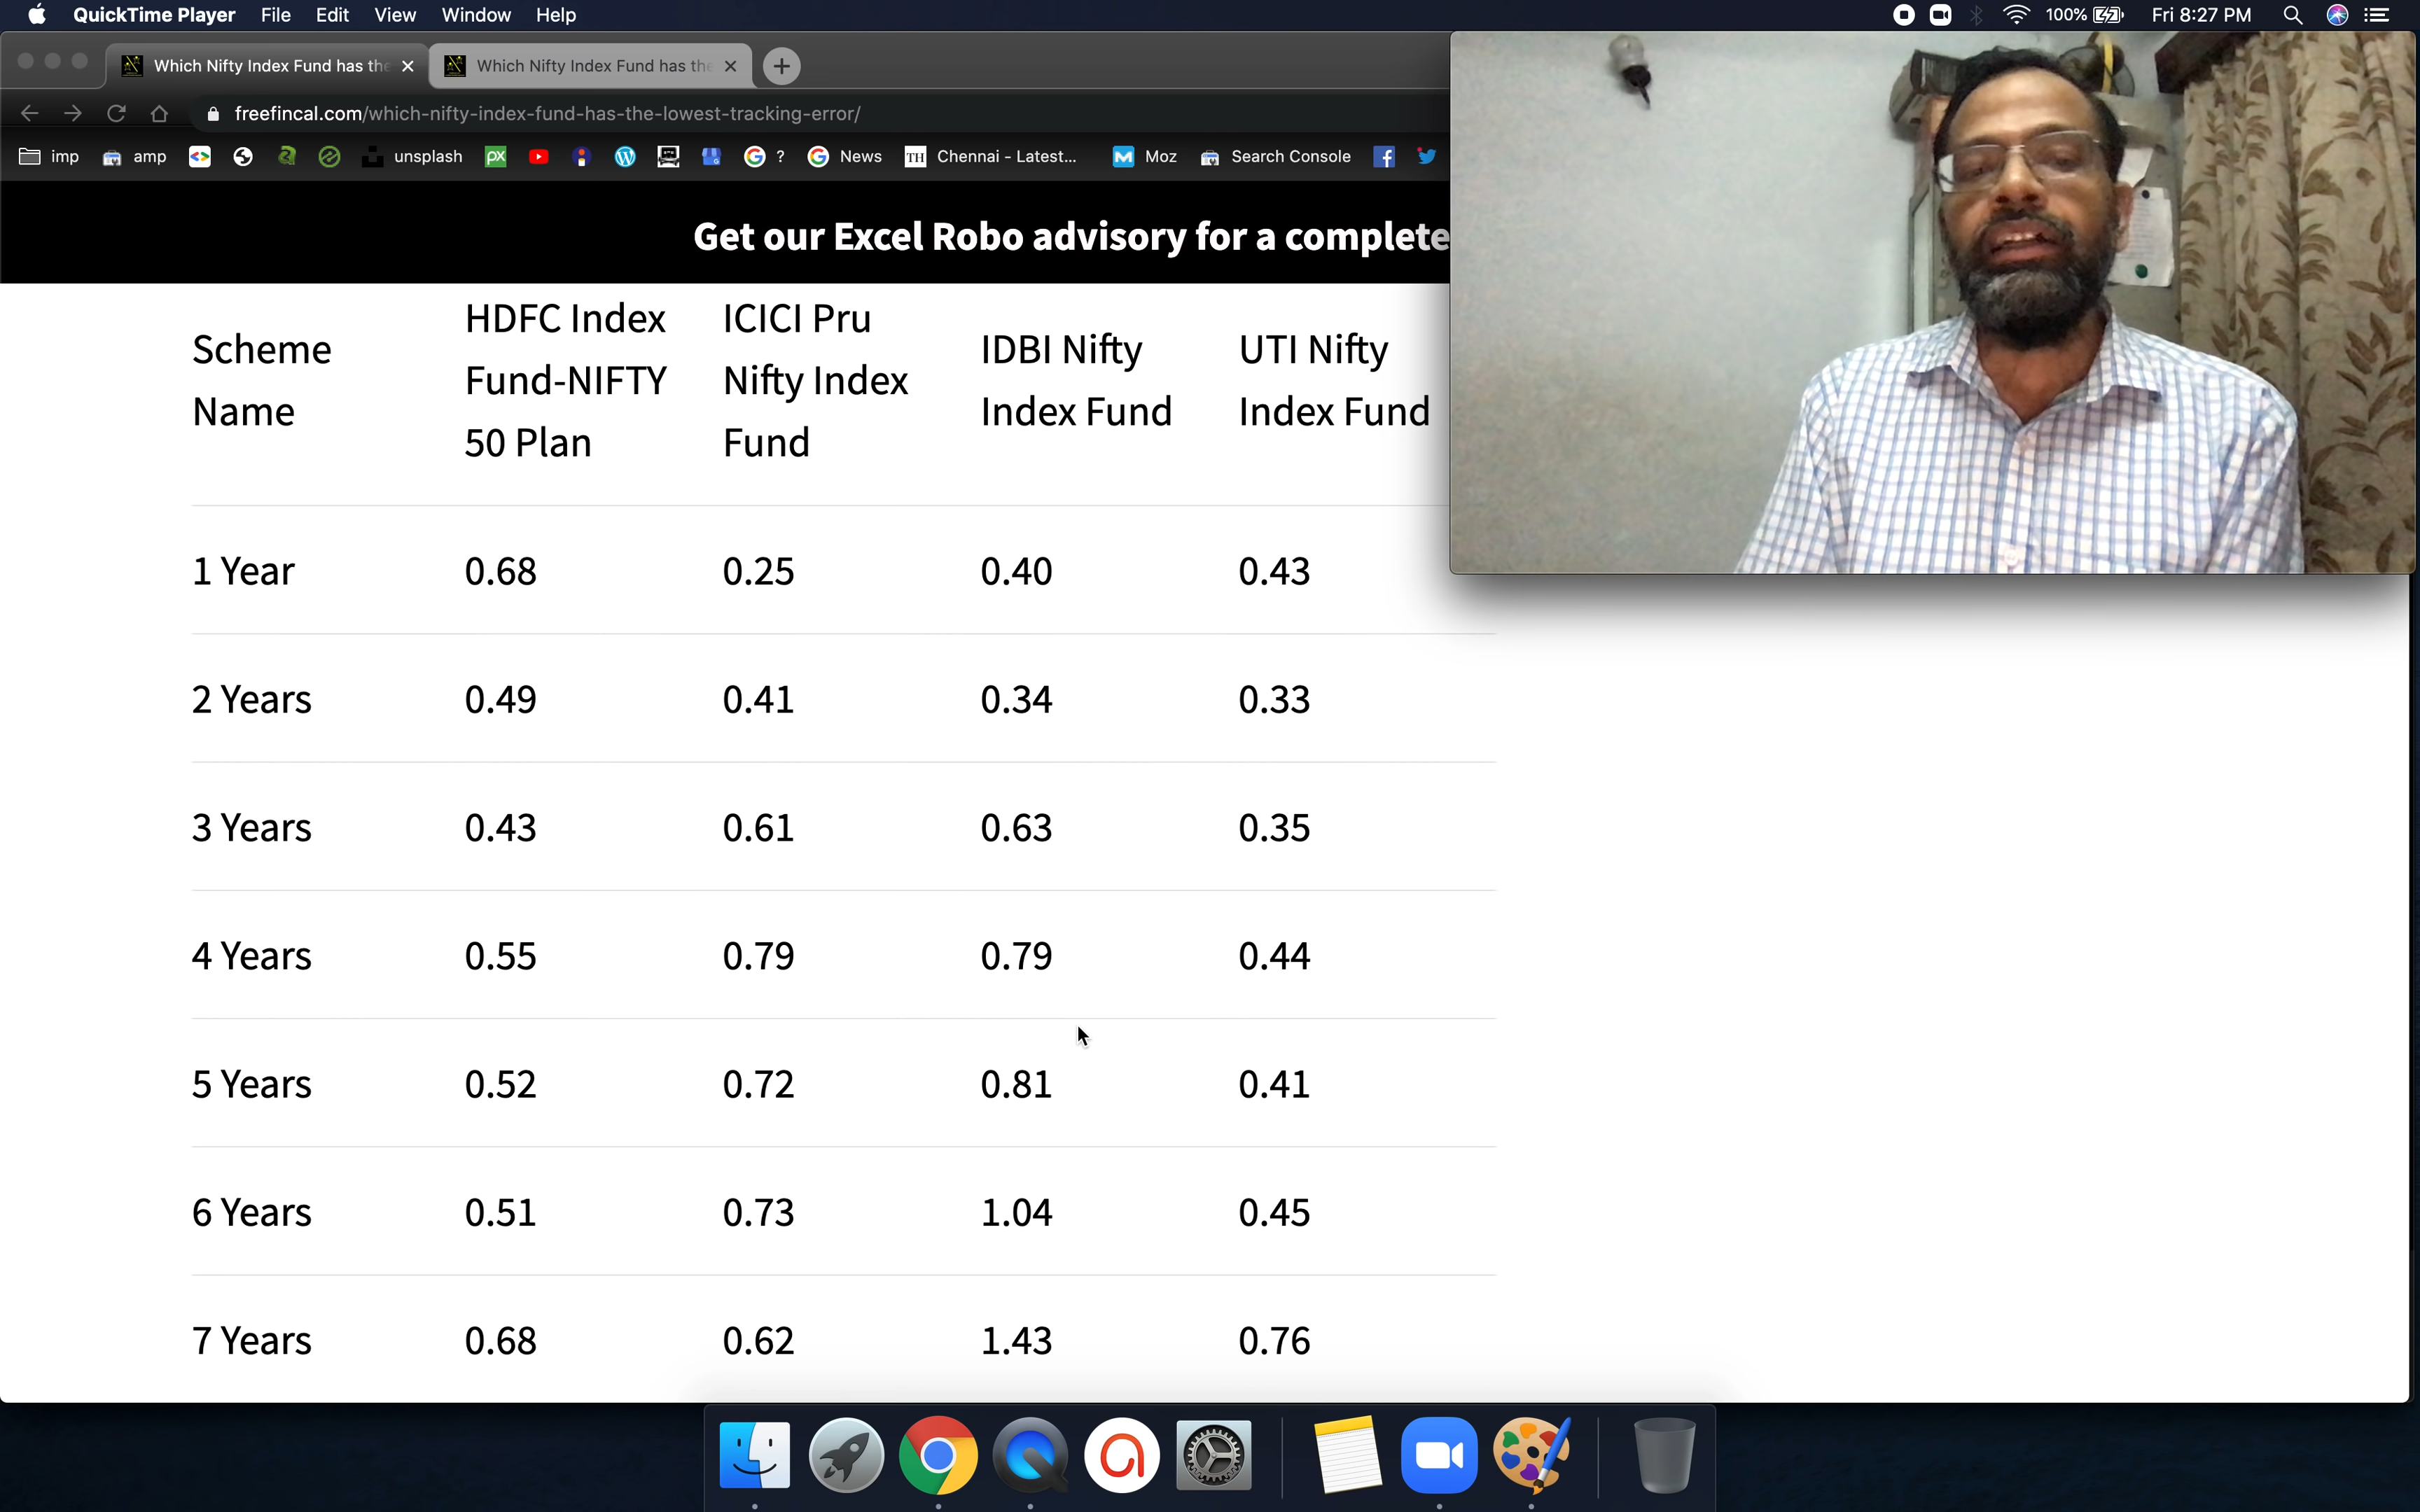 QuickTime Player File Edit View Window Help 100% Fri 8:27 PM
Which Nifty Index Fund has the Which Nifty Index Fund has the
freefincal.com/which-nifty-index-fund-has-the-lowest-tracking-error/
imp amp unsplash px ? News TH Chennai - Latest... Moz Search Console
Get our Excel Robo advisory for a complete
Scheme Name HDFC Index Fund-NIFTY 50 Plan ICICI Pru Nifty Index Fund IDBI Nifty Index Fund UTI Nifty Index Fund
1 Year 0.68 0.25 0.40 0.43
2 Years 0.49 0.41 0.34 0.33
3 Years 0.43 0.61 0.63 0.35
4 Years 0.55 0.79 0.79 0.44
5 Years 0.52 0.72 0.81 0.41
6 Years 0.51 0.73 1.04 0.45
7 Years 0.68 0.62 1.43 0.76